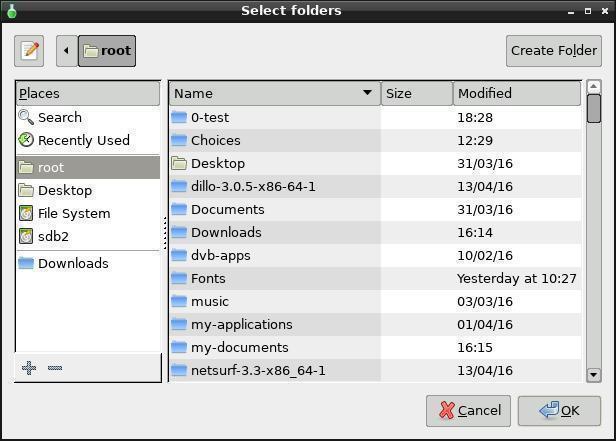 Select folders
root
Create Folder
Places
Search
Recently Used
root
Desktop
File System
sdb2
Downloads
Name Size Modified
0-test 18:28
Choices 12:29
Desktop 31/03/16
dillo-3.0.5-x86-64-1 13/04/16
Documents 31/03/16
Downloads 16:14
dvb-apps 10/02/16
Fonts Yesterday at 10:27
music 03/03/16
my-applications 01/04/16
my-documents 16:15
netsurf-3.3-x86_64-1 13/04/16
Cancel
OK